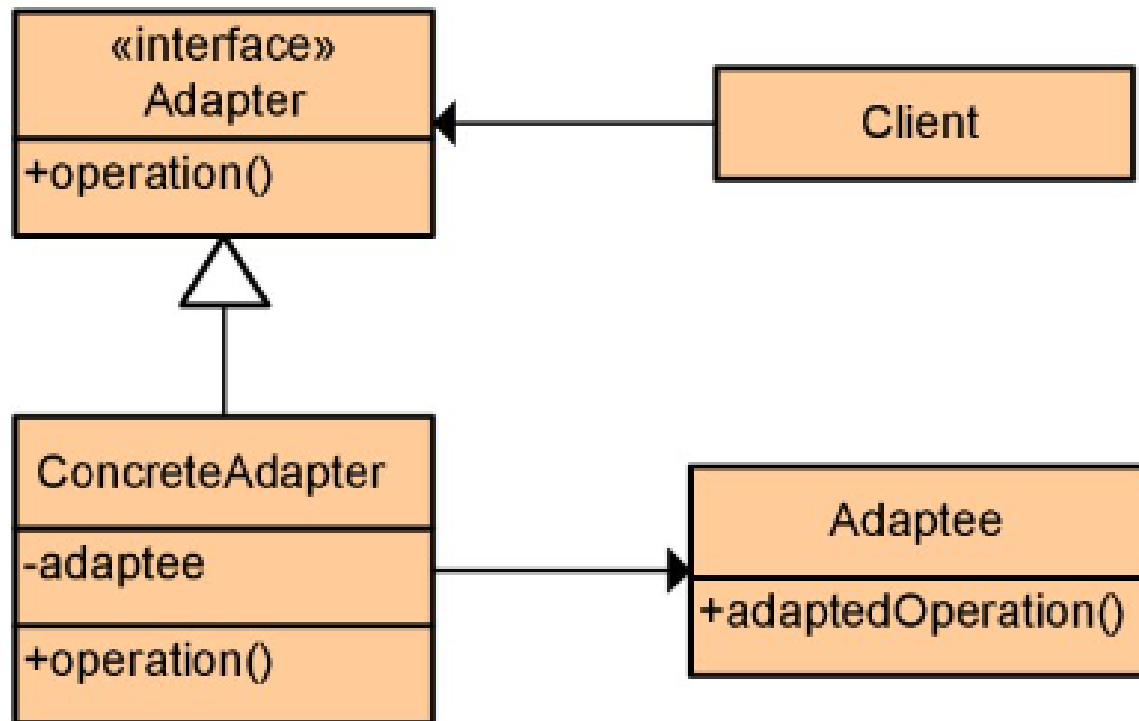 «interface»
Adapter
+operation()
Client
ConcreteAdapter
-adaptee
+operation()
Adaptee
+adaptedOperation()